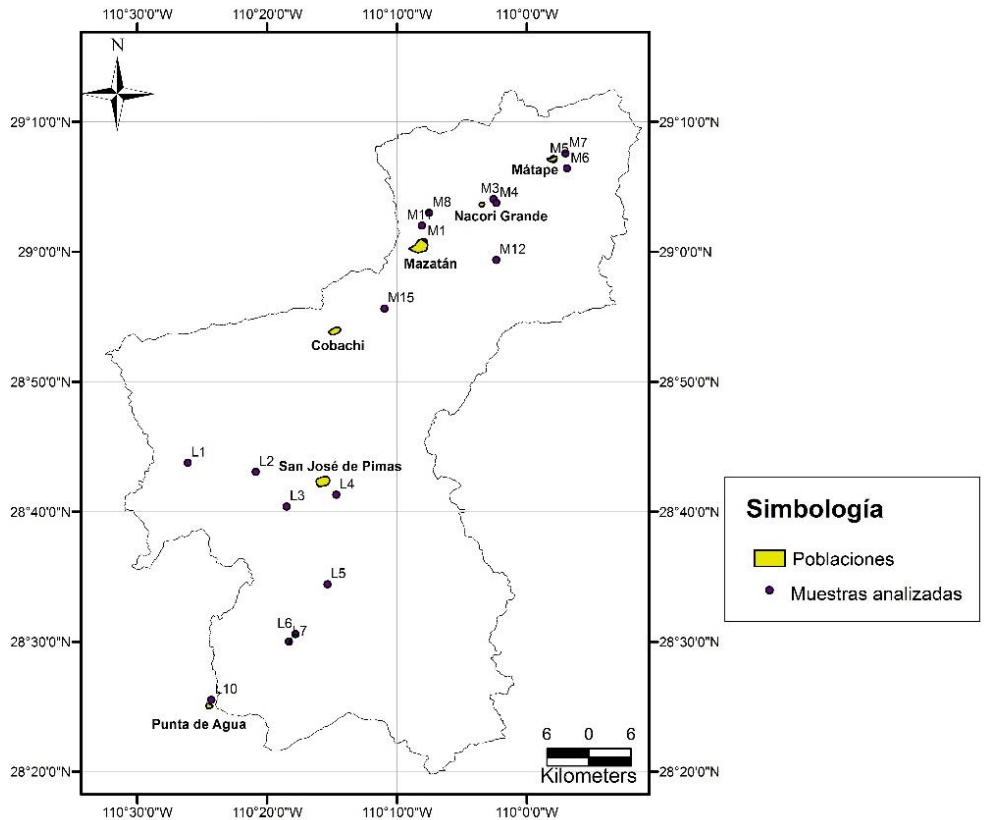 110°30'0"W 110°20'0"W 110°10'0"W 110°0'0"W
N
29°10'0"N 29°10'0"N
M7
M5
M6
Mátape
M3 M4
M8
Nacori Grande
M1
M1
29°0'0"N 29°0'0"N
M12
Mazatán
M15
Cobachi
28°50'0"N 28°50'0"N
L1
L2
San José de Pimas
L4
L3
28°40'0"N 28°40'0"N
Simbología
Poblaciones
Muestras analizadas
L5
L6 L7
28°30'0"N 28°30'0"N
L10
Punta de Agua
6 0 6
Kilometers
28°20'0"N 28°20'0"N
110°30'0"W 110°20'0"W 110°10'0"W 110°0'0"W